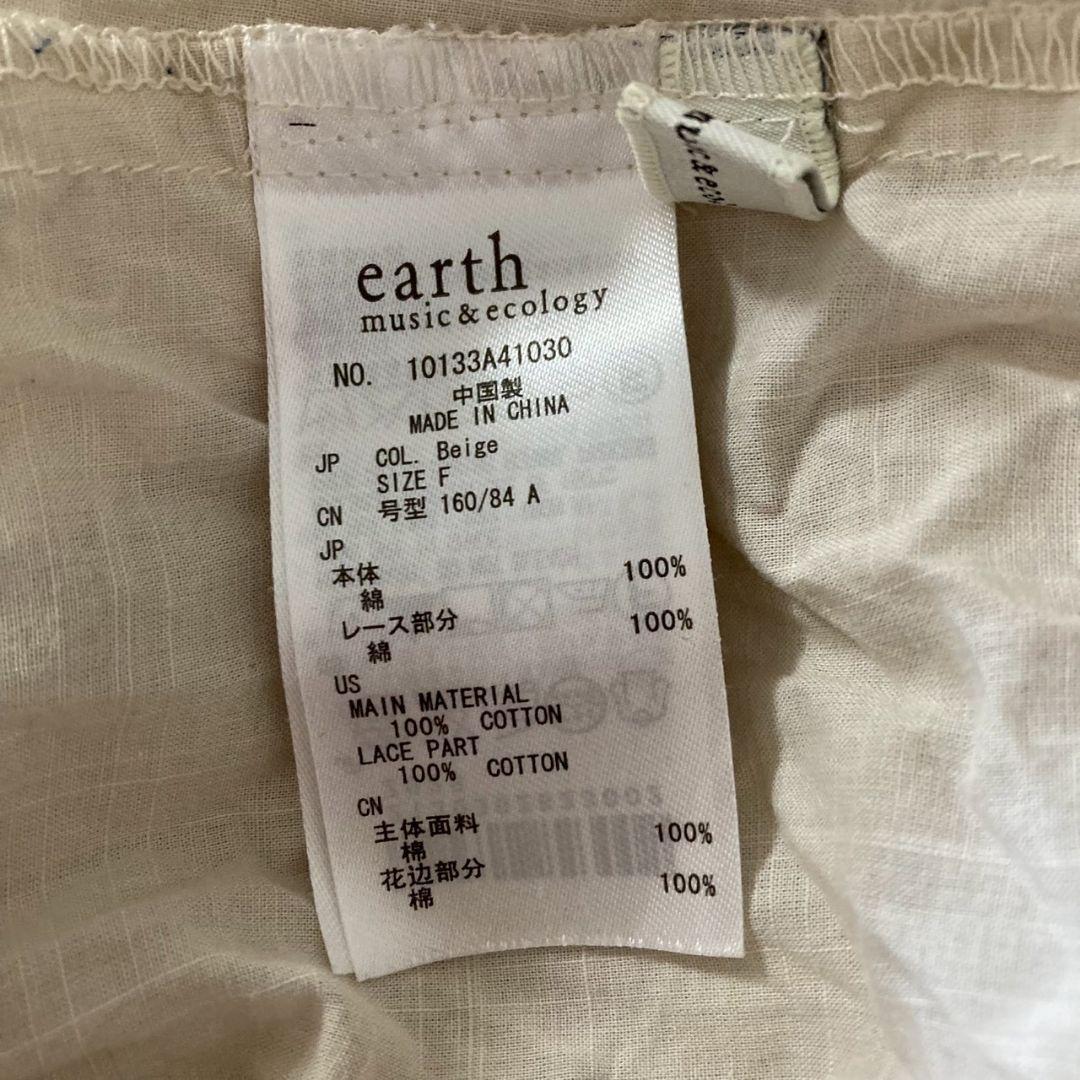 earth
music&ecology
NO. 10133A41030
中国製
MADE IN CHINA
JP COL. Beige
SIZE F
CN 号型 160/84 A
JP
本体 100%
綿
レース部分 100%
綿
US
MAIN MATERIAL
100% COTTON
LACE PART
100% COTTON
CN
主体面料 100%
棉
花边部分 100%
棉